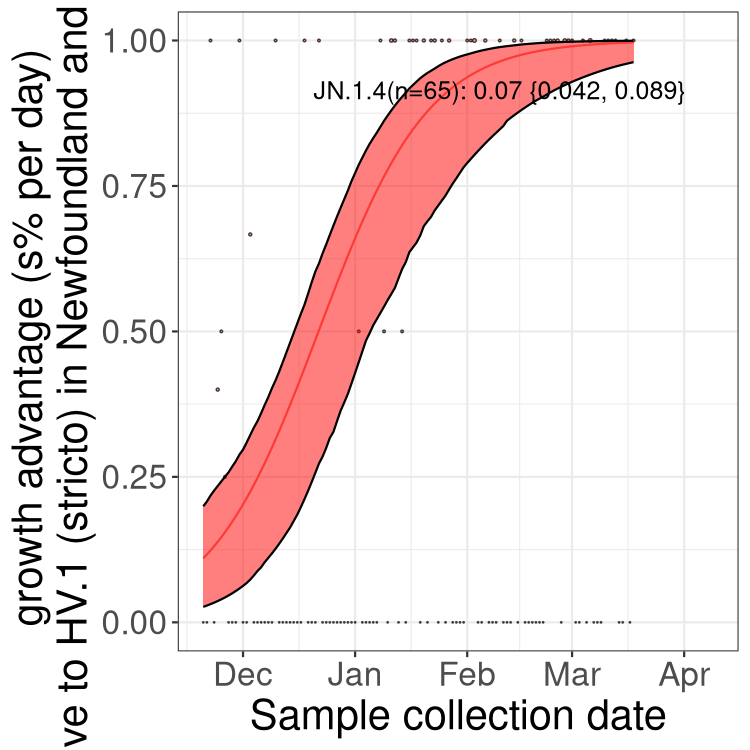 growth advantage (s% per day)
ve to HV.1 (stricto) in Newfoundland and
1.00
0.75
0.50
0.25
0.00
JN.1.4(n=65): 0.07 {0.042, 0.089}
Dec Jan Feb Mar Apr
Sample collection date